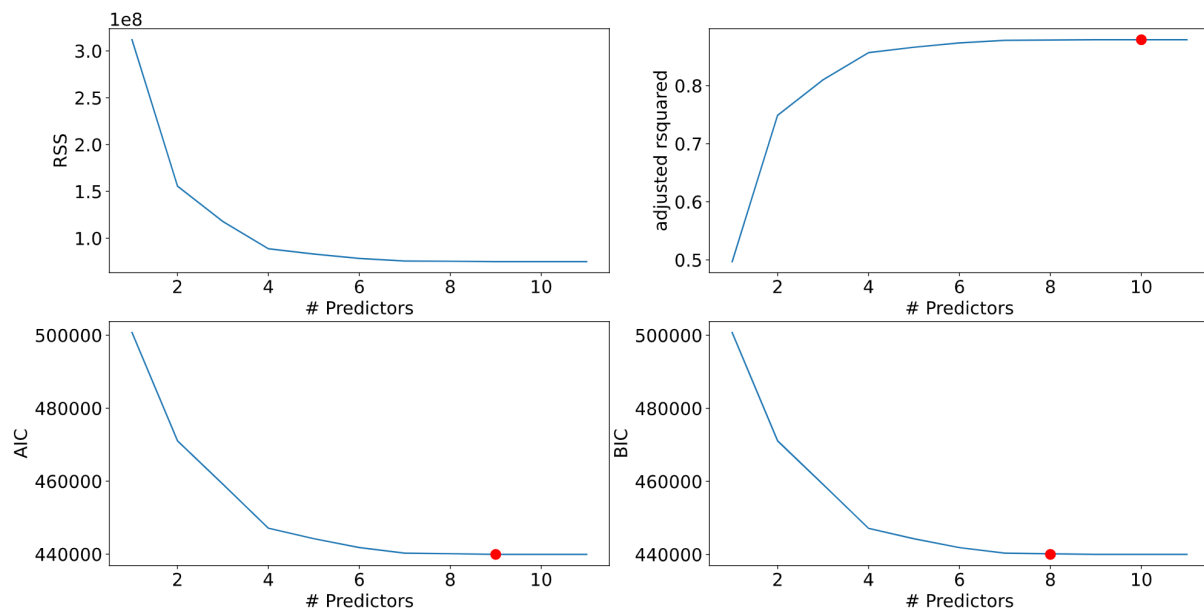 1e8
3.0
2.5
2.0
1.5
1.0
RSS
2 4 6 8 10
# Predictors
0.8
0.7
0.6
0.5
adjusted rsquared
2 4 6 8 10
# Predictors
500000
480000
460000
440000
AIC
2 4 6 8 10
# Predictors
500000
480000
460000
440000
BIC
2 4 6 8 10
# Predictors